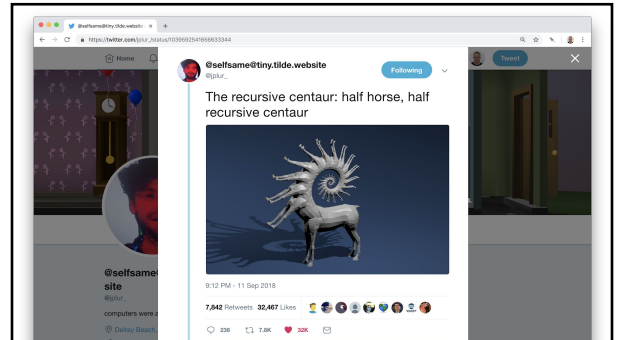 @selfsame@tiny.tilde.website
https://twitter.com/jplur_/status/1039592541656633344
Home
Tweet
@selfsame@tiny.tilde.website
@jplur_
Following
The recursive centaur: half horse, half
recursive centaur
9:12 PM - 11 Sep 2018
7,842 Retweets 32,467 Likes
236 7.8K 32K
@selfsame
site
@jplur_
computers were a
Delray Beach,